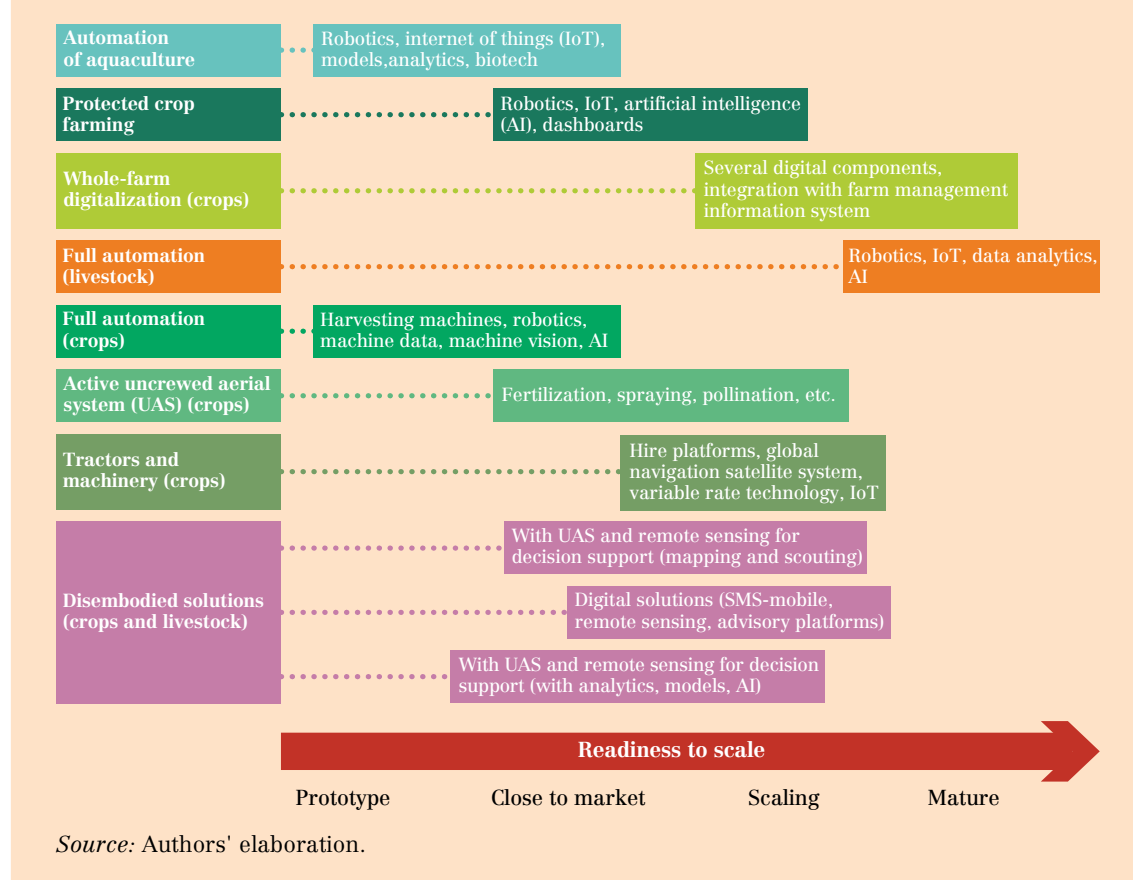 Automation
of aquaculture
Robotics, internet of things (IoT),
models,analytics, biotech
Protected crop
farming
Robotics, IoT, artificial intelligence
(AI), dashboards
Whole-farm
digitalization (crops)
Several digital components,
integration with farm management
information system
Full automation
(livestock)
Robotics, IoT, data analytics,
AI
Full automation
(crops)
Harvesting machines, robotics,
machine data, machine vision, AI
Active uncrewed aerial
system (UAS) (crops)
Fertilization, spraying, pollination, etc.
Tractors and
machinery (crops)
Hire platforms, global
navigation satellite system,
variable rate technology, IoT
Disembodied solutions
(crops and livestock)
With UAS and remote sensing for
decision support (mapping and scouting)
Digital solutions (SMS-mobile,
remote sensing, advisory platforms)
With UAS and remote sensing for decision
support (with analytics, models, AI)
Readiness to scale
Prototype
Close to market
Scaling
Mature
Source: Authors' elaboration.